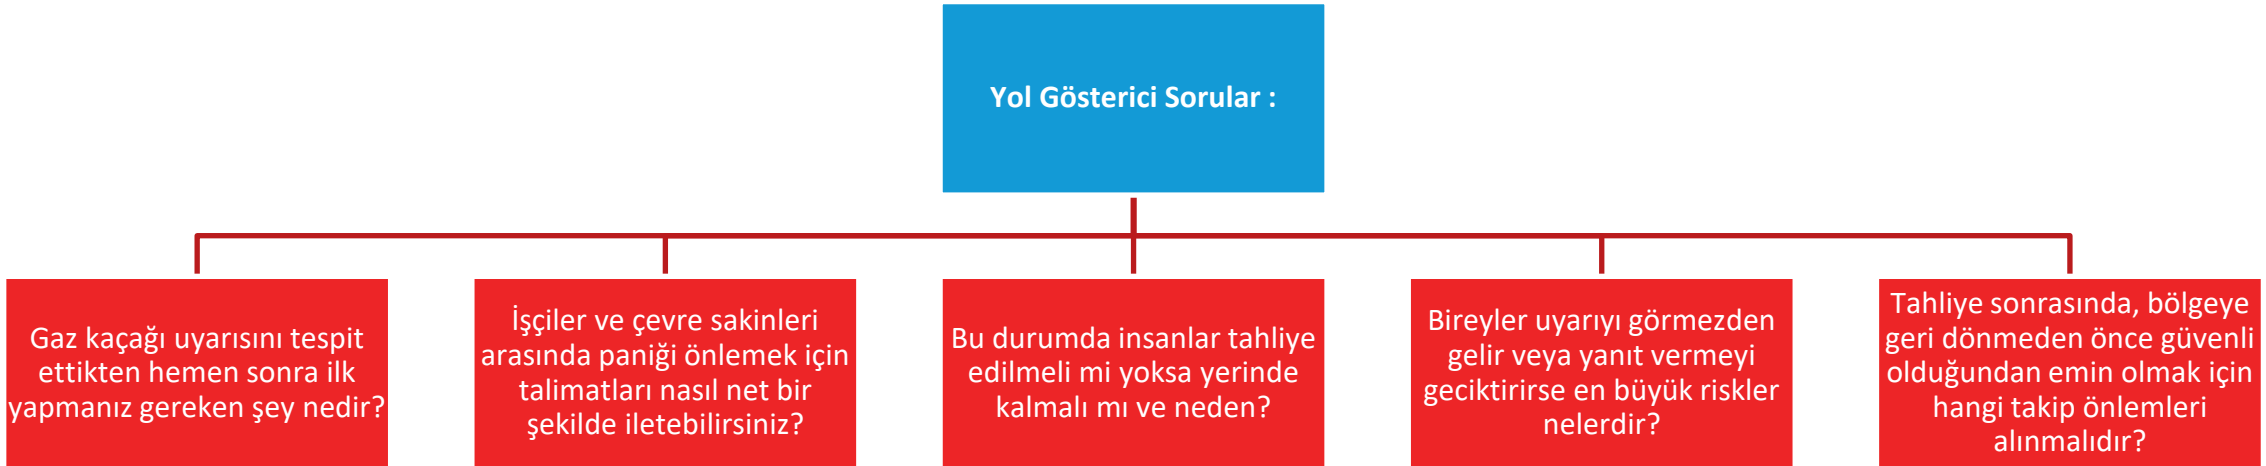 Yol Gösterici Sorular :
Gaz kaçağı uyarısını tespit
ettikten hemen sonra ilk
yapmanız gereken şey nedir?
İşçiler ve çevre sakinleri
arasında paniği önlemek için
talimatları nasıl net bir
şekilde iletebilirsiniz?
Bu durumda insanlar tahliye
edilmeli mi yoksa yerinde
kalmalı mı ve neden?
Bireyler uyarıyı görmezden
gelir veya yanıt vermeyi
geciktirirse en büyük riskler
nelerdir?
Tahliye sonrasında, bölgeye
geri dönmeden önce güvenli
olduğundan emin olmak için
hangi takip önlemleri
alınmalıdır?